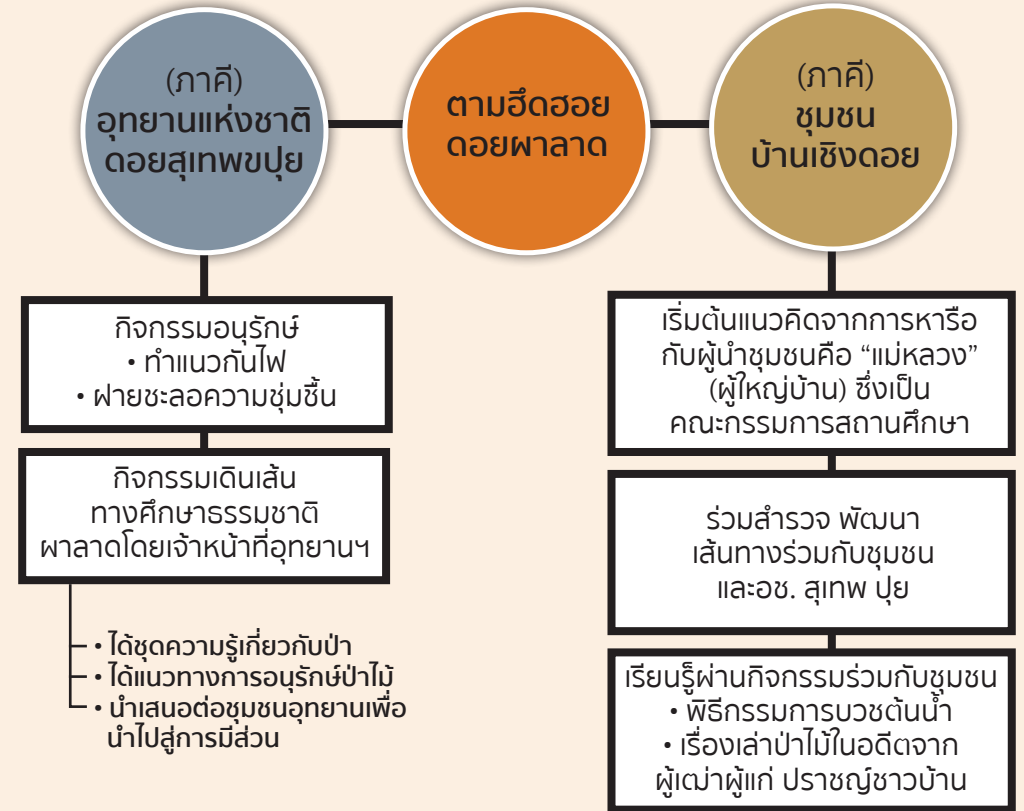 (ภาคี)
อุทยานแห่งชาติ
ดอยสุเทพขปุย
ตามฮีดฮอย
ดอยผาลาด
(ภาคี)
ชุมชน
บ้านเชิงดอย
กิจกรรมอนุรักษ์
• ทำแนวกันไฟ
• ฝายชะลอความชุ่มชื้น
กิจกรรมเดินเส้น
ทางศึกษาธรรมชาติ
ผาลาดโดยเจ้าหน้าที่อุทยานฯ
• ได้ชุดความรู้เกี่ยวกับป่า
• ได้แนวทางการอนุรักษ์ป่าไม้
• นำเสนอต่อชุมชนอุทยานเพื่อ
นำไปสู่การมีส่วน
เริ่มต้นแนวคิดจากการหารือ
กับผู้นำชุมชนคือ “แม่หลวง”
(ผู้ใหญ่บ้าน) ซึ่งเป็น
คณะกรรมการสถานศึกษา
ร่วมสำรวจ พัฒนา
เส้นทางร่วมกับชุมชน
และอช. สุเทพ ปุย
เรียนรู็ผ่านกิจกรรมร่วมกับชุมชน
• พิธีกรรมการบวชต้นน้ำ
• เรื่องเล่าป่าไม้ในอดีตจาก
ผู้เฒ่าผู้แก่ ปราชญ์ชาวบ้าน